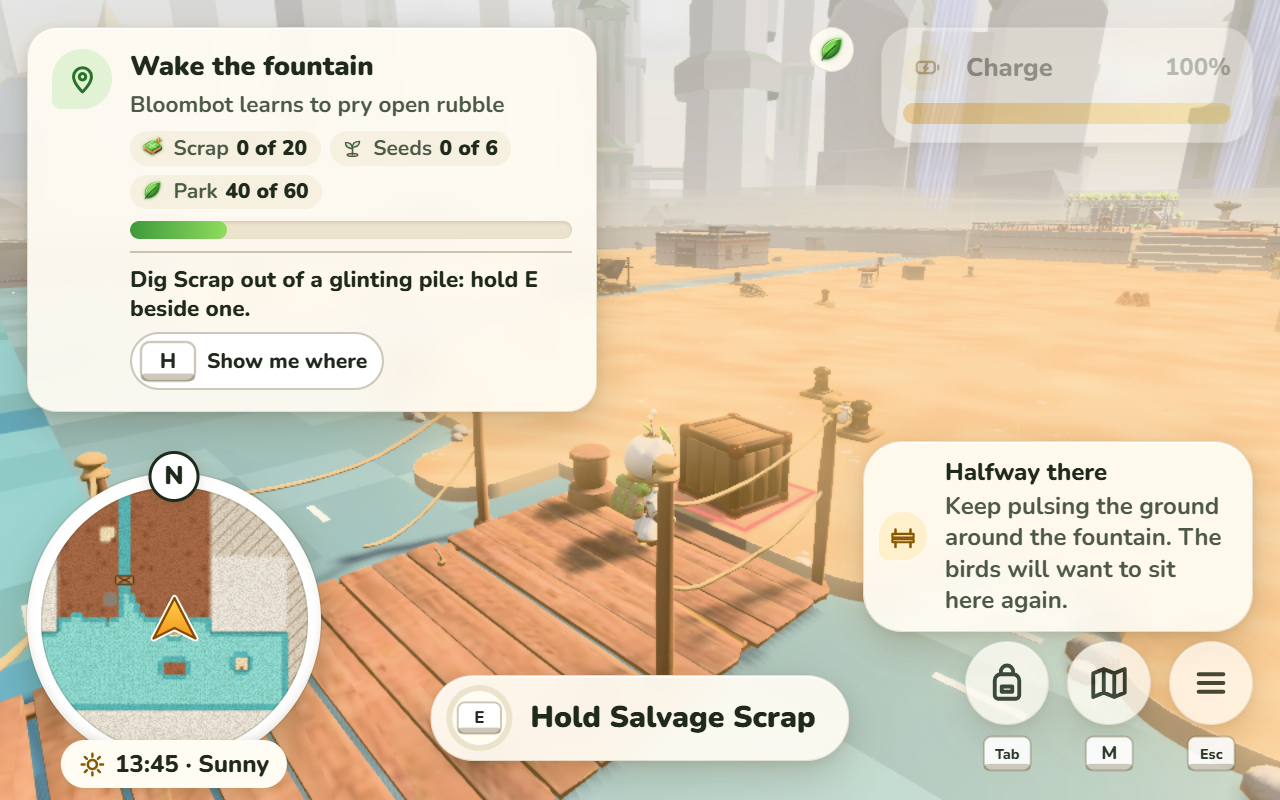 Wake the fountain
Bloombot learns to pry open rubble
Scrap 0 of 20 Seeds 0 of 6
Park 40 of 60
Dig Scrap out of a glinting pile: hold E
beside one.
H Show me where
Charge 100%
N
Halfway there
Keep pulsing the ground
around the fountain. The
birds will want to sit
here again.
E Hold Salvage Scrap
Tab M Esc
13:45 · Sunny